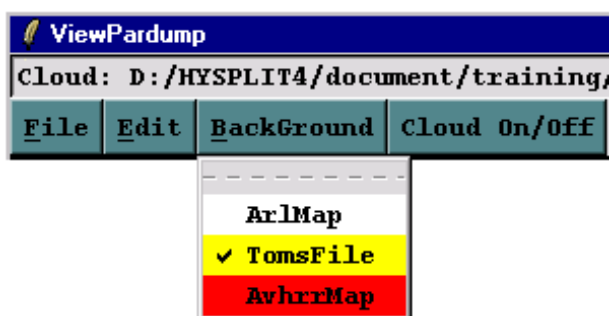 ViewPardump
Cloud: D:/HYSPLIT4/document/training/
File Edit BackGround Cloud On/Off
ArlMap
✓ TomsFile
AvhrrMap